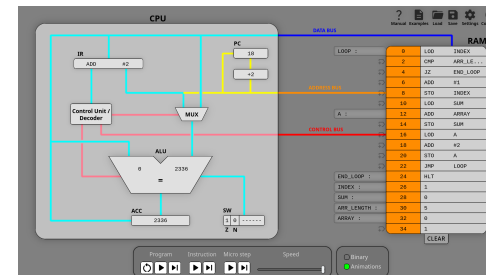 CPU
Manual Examples Load Save Settings
RAM
DATA BUS
ADDRESS BUS
CONTROL BUS
IR
ADD #2
PC
18
+2
Control Unit / Decoder
MUX
ALU
0 2336
=
ACC
2336
SW
1 0 ------
Z N
LOOP : 0 LOD INDEX
2 CMP ARR_LE...
4 JZ END_LOOP
6 ADD #1
8 STO INDEX
10 LOD SUM
A : 12 ADD ARRAY
14 STO SUM
16 LOD A
18 ADD #2
20 STO A
22 JMP LOOP
END_LOOP : 24 HLT
INDEX : 26 1
SUM : 28 0
ARR_LENGTH : 30 5
ARRAY : 32 0
34 1
CLEAR
Program Instruction Micro step Speed
Binary
Animations